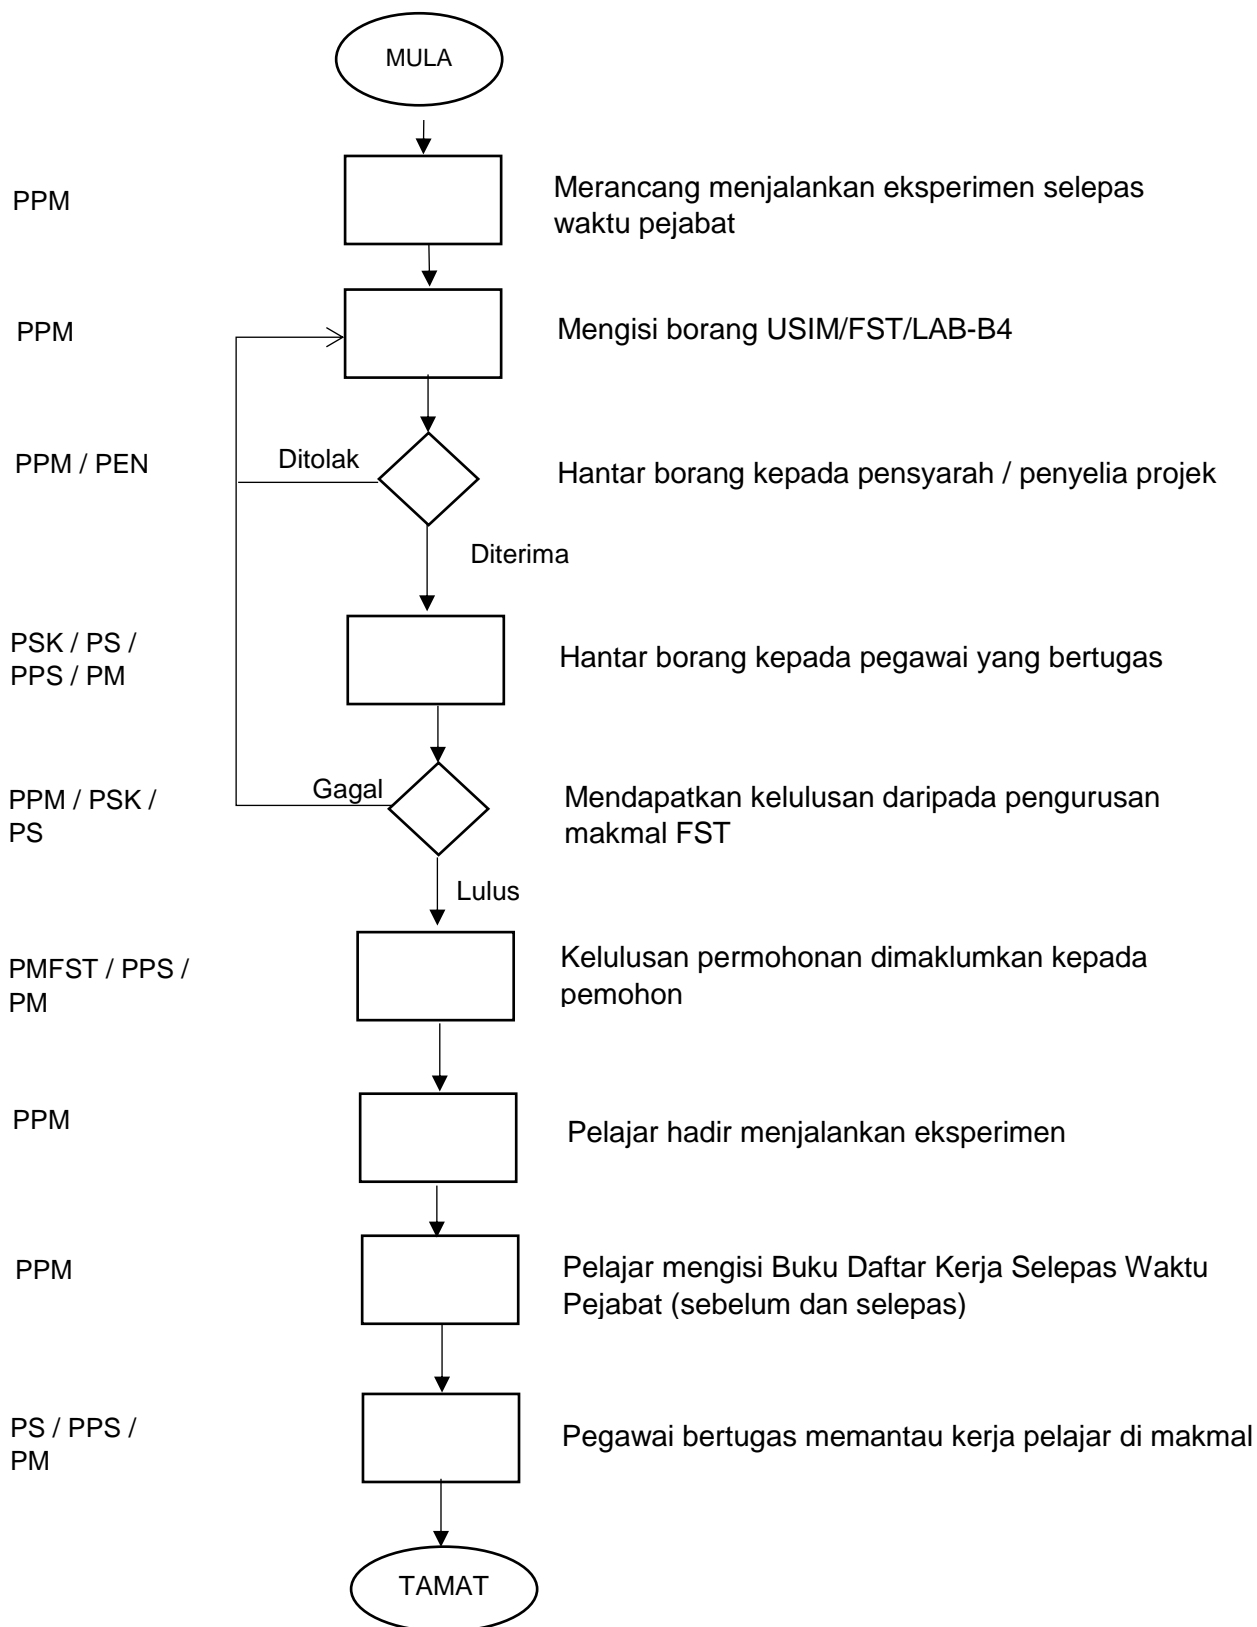 MULA
PPM
Merancang menjalankan eksperimen selepas
waktu pejabat
PPM
Mengisi borang USIM/FST/LAB-B4
PPM / PEN
Ditolak
Hantar borang kepada pensyarah / penyelia projek
Diterima
PSK / PS /
PPS / PM
Hantar borang kepada pegawai yang bertugas
Gagal
PPM / PSK /
PS
Mendapatkan kelulusan daripada pengurusan
makmal FST
Lulus
PMFST / PPS /
PM
Kelulusan permohonan dimaklumkan kepada
pemohon
PPM
Pelajar hadir menjalankan eksperimen
PPM
Pelajar mengisi Buku Daftar Kerja Selepas Waktu
Pejabat (sebelum dan selepas)
PS / PPS /
PM
Pegawai bertugas memantau kerja pelajar di makmal
TAMAT